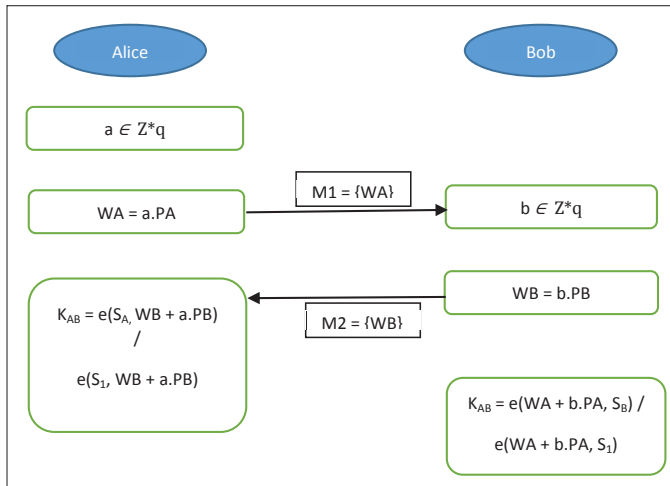 Alice
Bob
a ∈ Z*q
M1 = {WA}
WA = a.PA
b ∈ Z*q
WB = b.PB
M2 = {WB}
K_AB = e(S_A, WB + a.PB)
/
e(S_1, WB + a.PB)
K_AB = e(WA + b.PA, S_B) /
e(WA + b.PA, S_1)